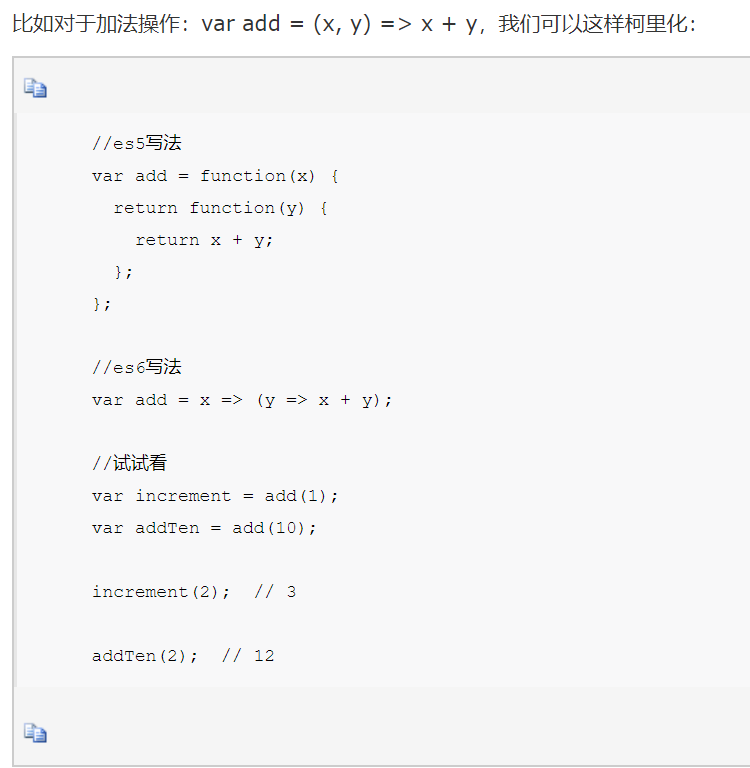 比如对于加法操作：var add = (x, y) => x + y，我们可以这样柯里化：
//es5写法
var add = function(x) {
  return function(y) {
    return x + y;
  };
};
//es6写法
var add = x => (y => x + y);
//试试看
var increment = add(1);
var addTen = add(10);
increment(2);  // 3
addTen(2);  // 12